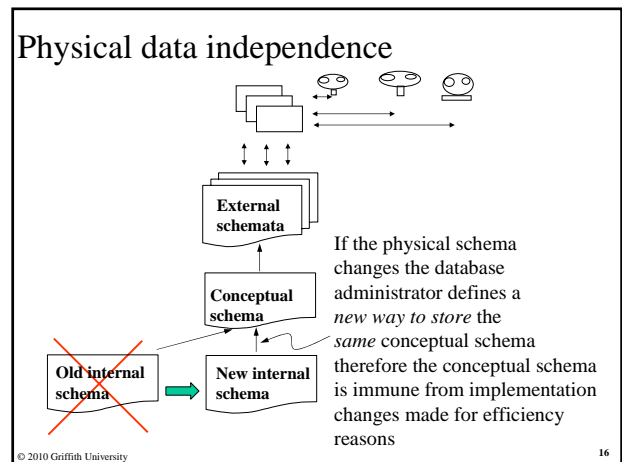 Physical data independence
External
schemata
If the physical schema
changes the database
administrator defines a
new way to store the
same conceptual schema
therefore the conceptual schema
is immune from implementation
changes made for efficiency
reasons
Conceptual
schema
Old internal
schema
New internal
schema
© 2010 Griffith University
16